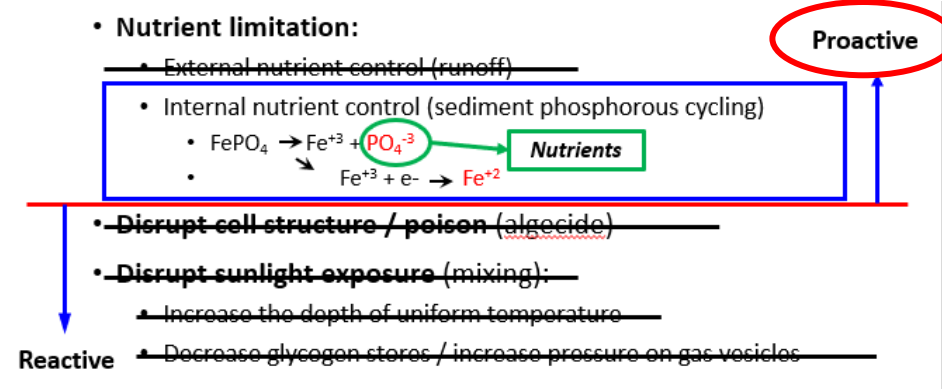 • Nutrient limitation:
Proactive
• External nutrient control (runoff)
• Internal nutrient control (sediment phosphorous cycling)
• FePO₄ → Fe⁺³ + PO₄⁻³
Nutrients
• Fe⁺³ + e- → Fe⁺²
• Disrupt cell structure / poison (algecide)
• Disrupt sunlight exposure (mixing):
• Increase the depth of uniform temperature
Reactive
• Decrease glycogen stores / increase pressure on gas vesicles